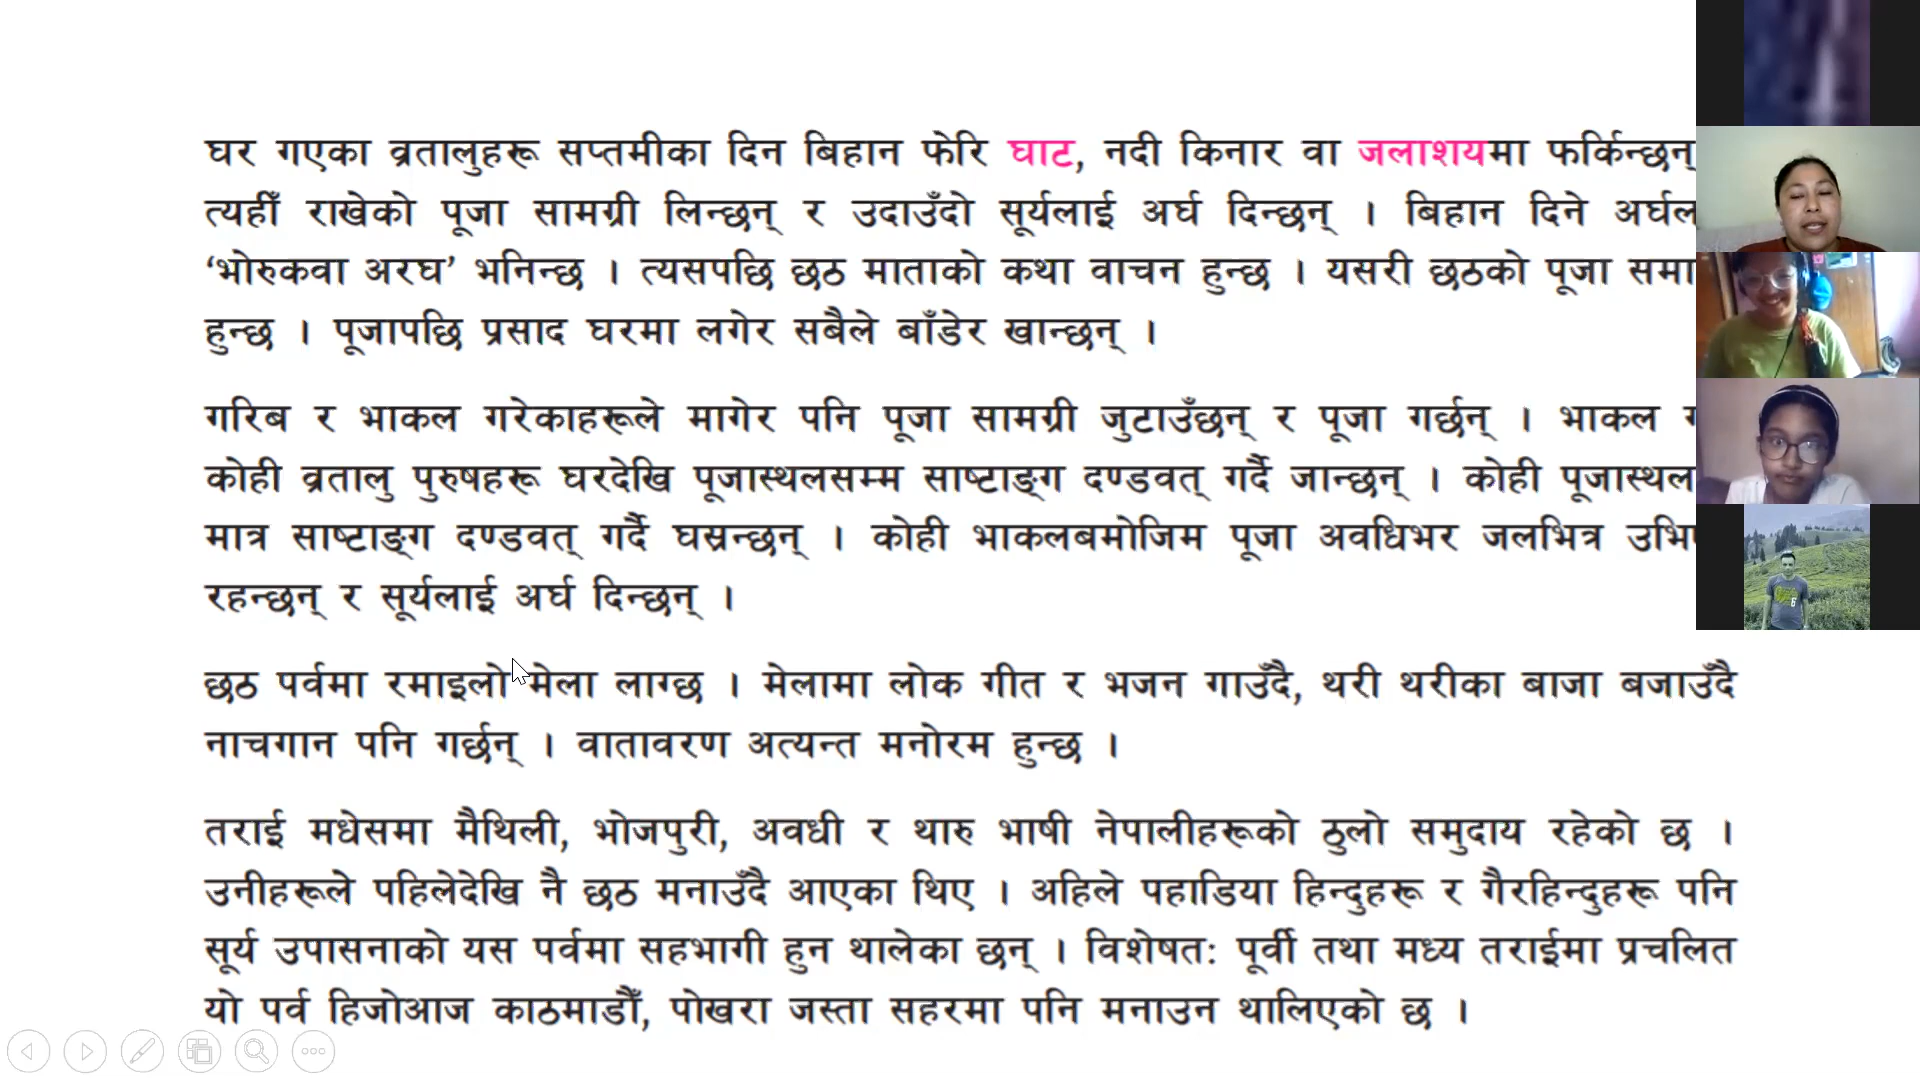 घर गएका व्रतालुहरू सप्तमीका दिन बिहान फेरि घाट, नदी किनार वा जलाशयमा फर्किन्छन्
त्यहीँ राखेको पूजा सामग्री लिन्छन् र उदाउँदो सूर्यलाई अर्घ दिन्छन् । बिहान दिने
‘भोरुकवा अरघ’ भनिन्छ । त्यसपछि छठ माताको कथा वाचन हुन्छ । यसरी छठको पूजा
हुन्छ । पूजापछि प्रसाद घरमा लगेर सबैले बाँडेर खान्छन् ।
गरिब र भाकल गरेकाहरूले मागेर पनि पूजा सामग्री जुटाउँछन् र पूजा गर्छन् । भाकल
कोही व्रतालु पुरुषहरू घरदेखि पूजास्थलसम्म साष्टाङ्ग दण्डवत् गर्दै जान्छन् । कोही
मात्र साष्टाङ्ग दण्डवत् गर्दै घस्रन्छन् । कोही भाकलबमोजिम पूजा अवधिभर जलभित्र
रहन्छन् र सूर्यलाई अर्घ दिन्छन् ।
छठ पर्वमा रमाइलो मेला लाग्छ । मेलामा लोक गीत र भजन गाउँदै, थरी थरीका बाजा बजाउँदै
नाचगान पनि गर्छन् । वातावरण अत्यन्त मनोरम हुन्छ ।
तराई मधेसमा मैथिली, भोजपुरी, अवधी र थारु भाषी नेपालीहरूको ठुलो समुदाय रहेको छ ।
उनीहरूले पहिलेदेखि नै छठ मनाउँदै आएका थिए । अहिले पहाडिया हिन्दुहरू र गैरहिन्दुहरू पनि
सूर्य उपासनाको यस पर्वमा सहभागी हुन थालेका छन् । विशेषतः पूर्वी तथा मध्य तराईमा प्रचलित
यो पर्व हिजोआज काठमाडौँ, पोखरा जस्ता सहरमा पनि मनाउन थालिएको छ ।